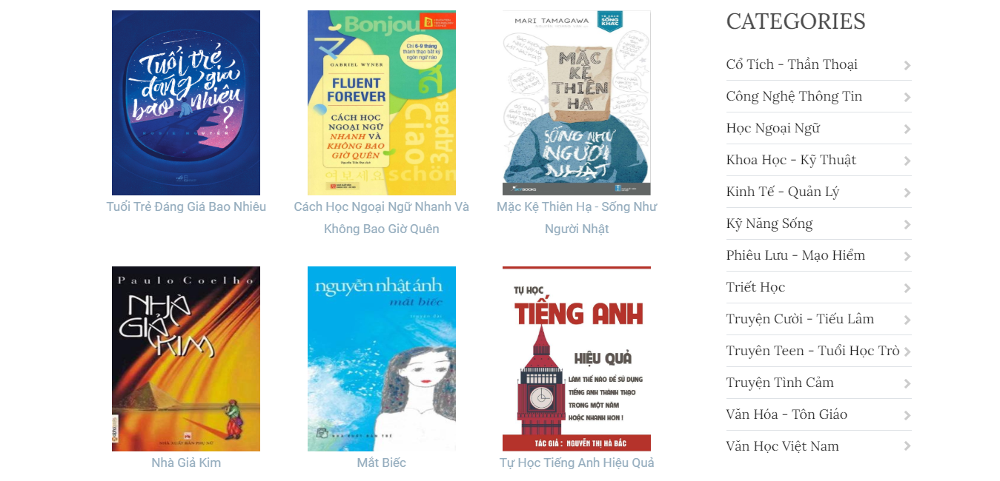 Tuổi trẻ
đáng giá
bao nhiêu
?
ROSIE NGUYỄN
Tuổi Trẻ Đáng Giá Bao Nhiêu
Bonjou
Chỉ 6-9 tháng
thành thạo bất kỳ
ngôn ngữ nào
GABRIEL WYNER
FLUENT
FOREVER
CÁCH HỌC
NGOẠI NGỮ
NHANH VÀ
KHÔNG BAO
GIỜ QUÊN
Ciao
Здрав
여보세요
schön
Cách Học Ngoại Ngữ Nhanh Và
Không Bao Giờ Quên
MARI TAMAGAWA
SỐNG
KHÁC
MẶC
KỆ
THIÊN
HẠ
SỐNG NHƯ
NGƯỜI
NHẬT
SKYBOOKS
Mặc Kệ Thiên Hạ - Sống Như
Người Nhật
Paulo Coelho
NHÀ
GIẢ
KIM
NHÀ XUẤT BẢN PHỤ NỮ
Nhà Giả Kim
nguyễn nhật ánh
mắt biếc
truyện dài
NHÀ XUẤT BẢN TRẺ
Mắt Biếc
TỰ HỌC
TIẾNG ANH
HIỆU QUẢ
LÀM THẾ NÀO ĐỂ SỬ DỤNG
TIẾNG ANH THÀNH THẠO
TRONG MỘT NĂM
HOẶC NHANH HƠN !
TÁC GIẢ : NGUYỄN THỊ HÀ BẮC
Tự Học Tiếng Anh Hiệu Quả
CATEGORIES
Cổ Tích - Thần Thoại
Công Nghệ Thông Tin
Học Ngoại Ngữ
Khoa Học - Kỹ Thuật
Kinh Tế - Quản Lý
Kỹ Năng Sống
Phiêu Lưu - Mạo Hiểm
Triết Học
Truyện Cười - Tiếu Lâm
Truyên Teen - Tuổi Học Trò
Truyện Tình Cảm
Văn Hóa - Tôn Giáo
Văn Học Việt Nam